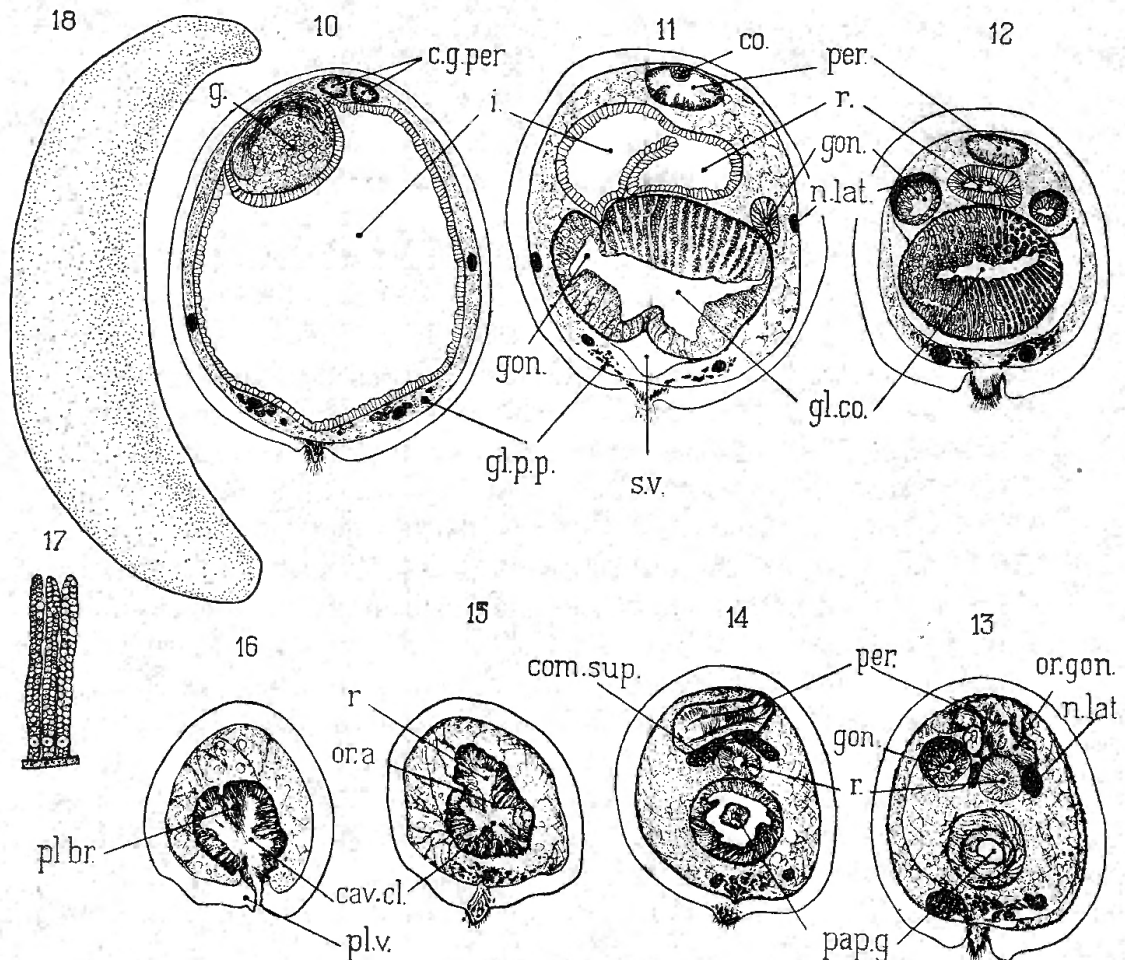 18
10
11
12
co.
c.g.per
per.
g.
i.
r.
gon.
n.lat.
gon.
gl.co.
gl.p.p.
s.v.
17
16
15
14
13
com.sup.
per.
or.gon.
r
n.lat
or.a
gon.
r.
pl br.
cav.cl.
pl.v.
pap.g